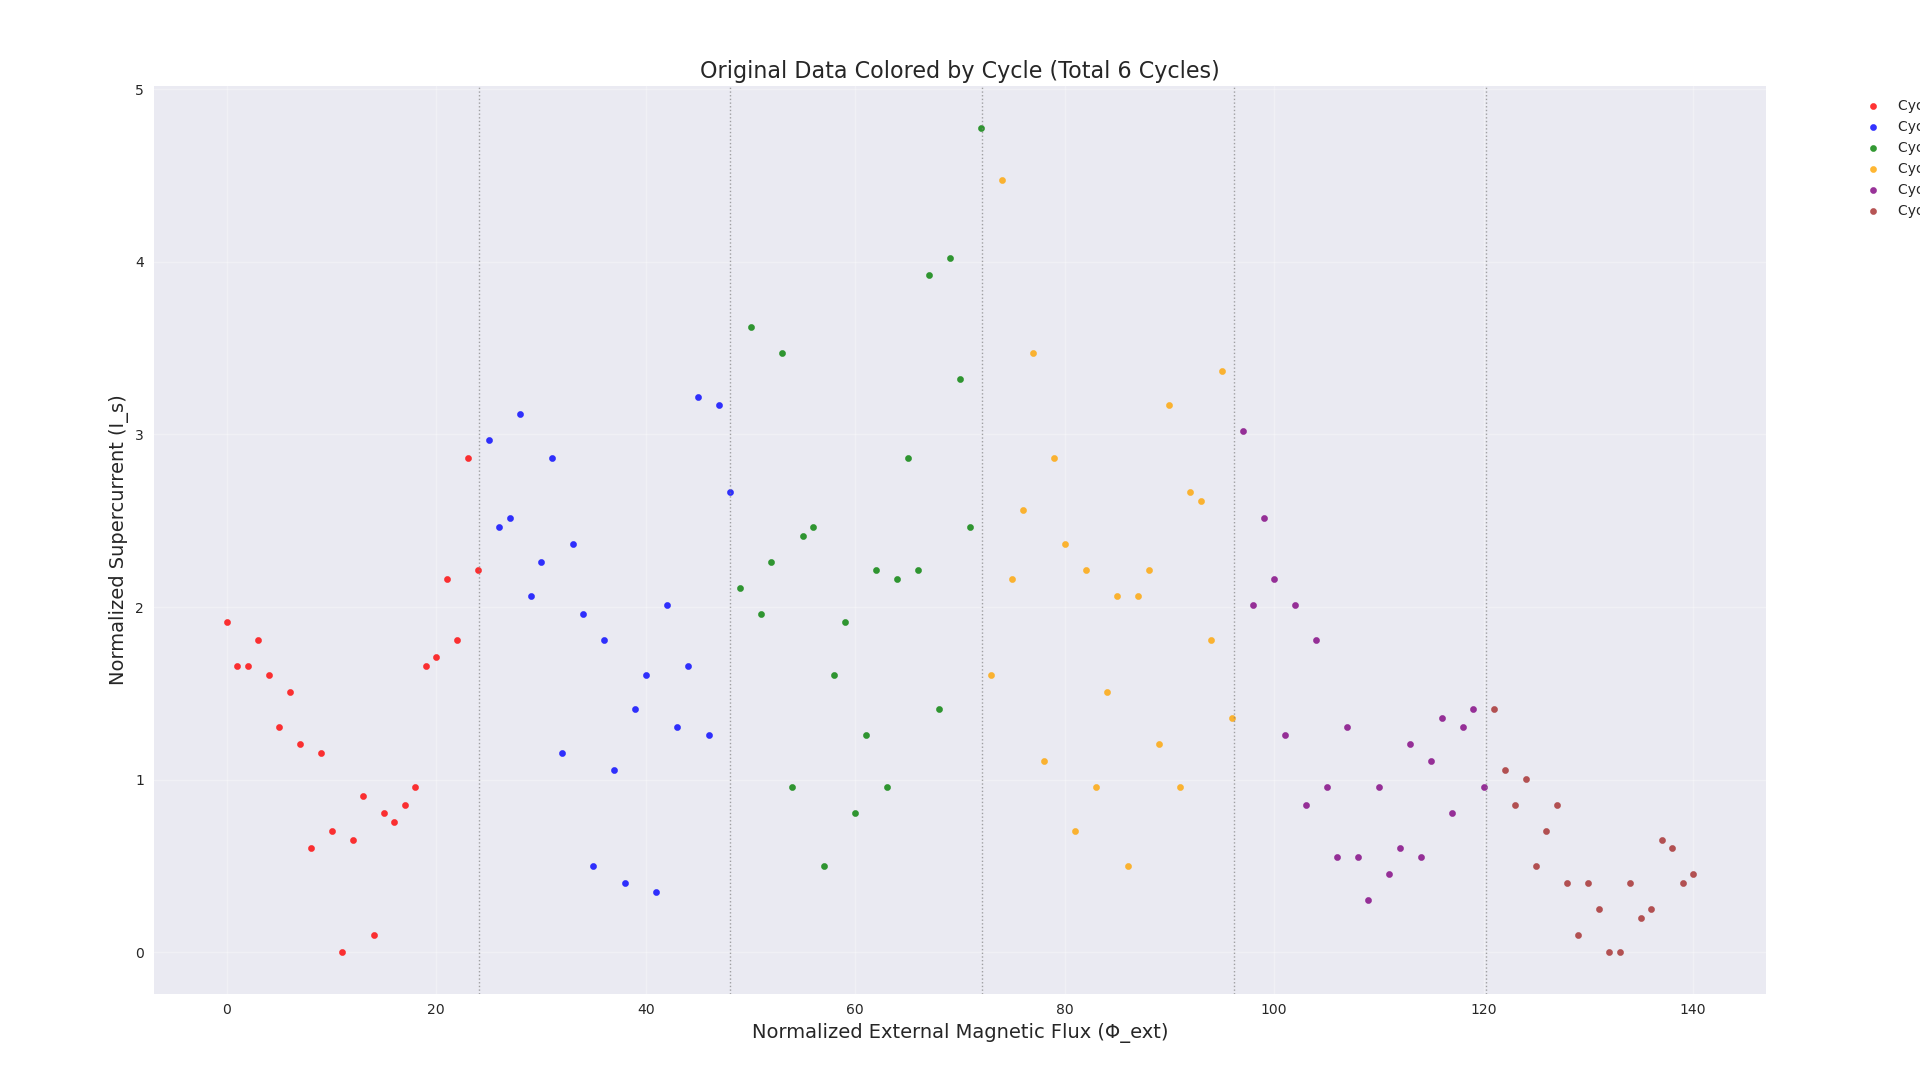 Original Data Colored by Cycle (Total 6 Cycles)
5
4
3
2
1
0
Normalized Supercurrent (I_s)
0 20 40 60 80 100 120 140
Normalized External Magnetic Flux (Φ_ext)
Cyc
Cyc
Cyc
Cyc
Cyc
Cyc